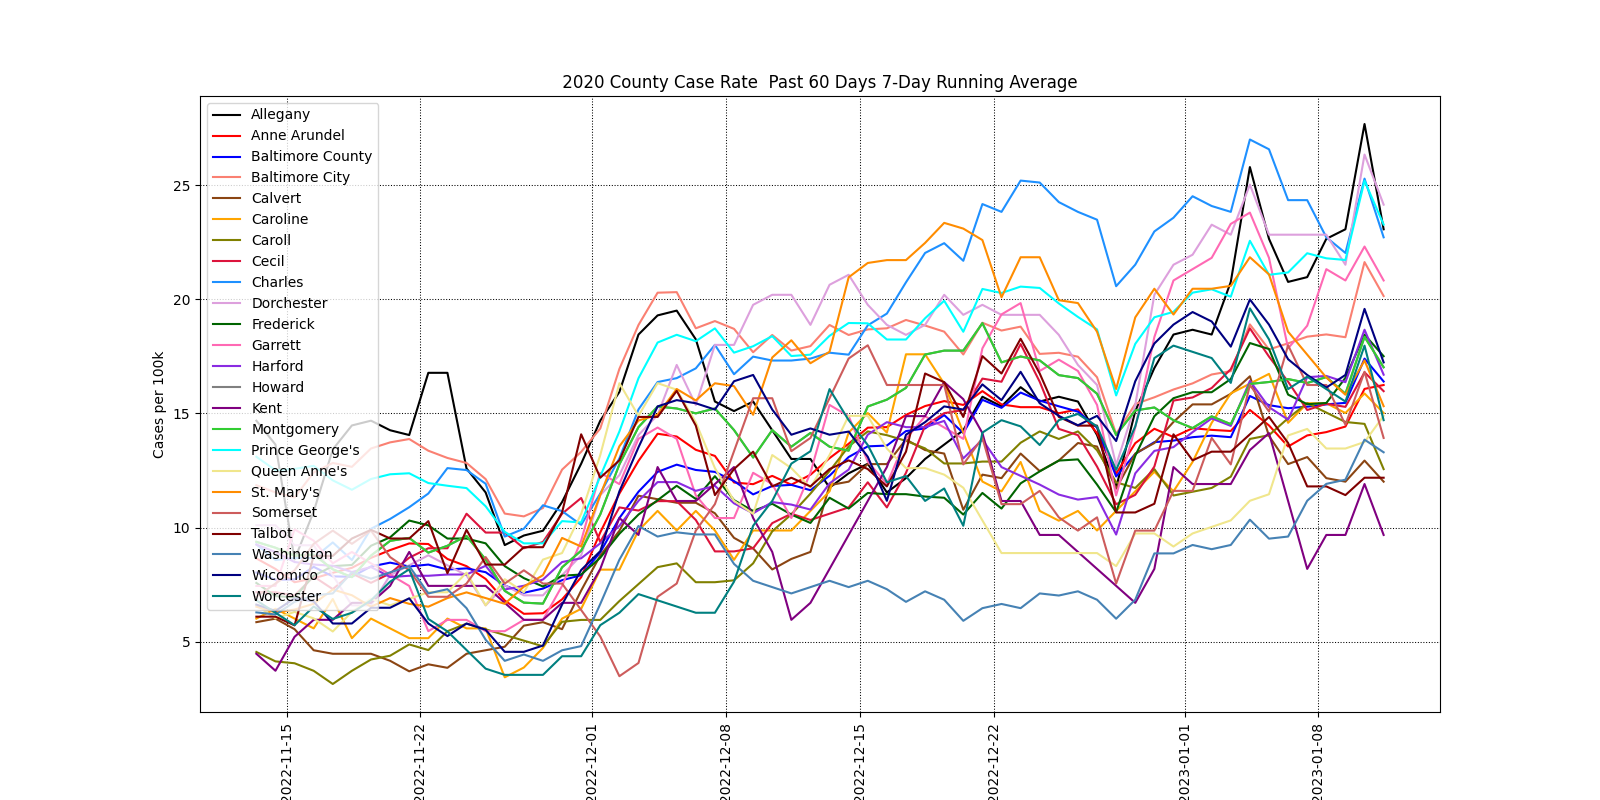 2020 County Case Rate  Past 60 Days 7-Day Running Average
Cases per 100k
25
20
15
10
5
Allegany
Anne Arundel
Baltimore County
Baltimore City
Calvert
Caroline
Caroll
Cecil
Charles
Dorchester
Frederick
Garrett
Harford
Howard
Kent
Montgomery
Prince George's
Queen Anne's
St. Mary's
Somerset
Talbot
Washington
Wicomico
Worcester
2022-11-15
2022-11-22
2022-12-01
2022-12-08
2022-12-15
2022-12-22
2023-01-01
2023-01-08